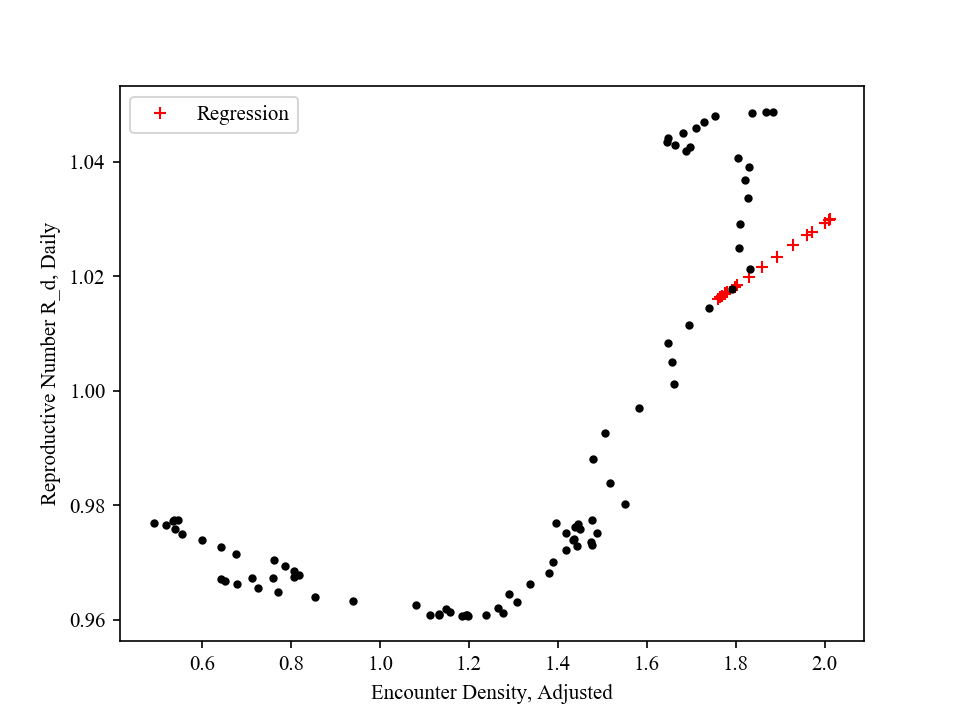 Regression
1.04
1.02
1.00
0.98
0.96
Reproductive Number R_d, Daily
0.6 0.8 1.0 1.2 1.4 1.6 1.8 2.0
Encounter Density, Adjusted